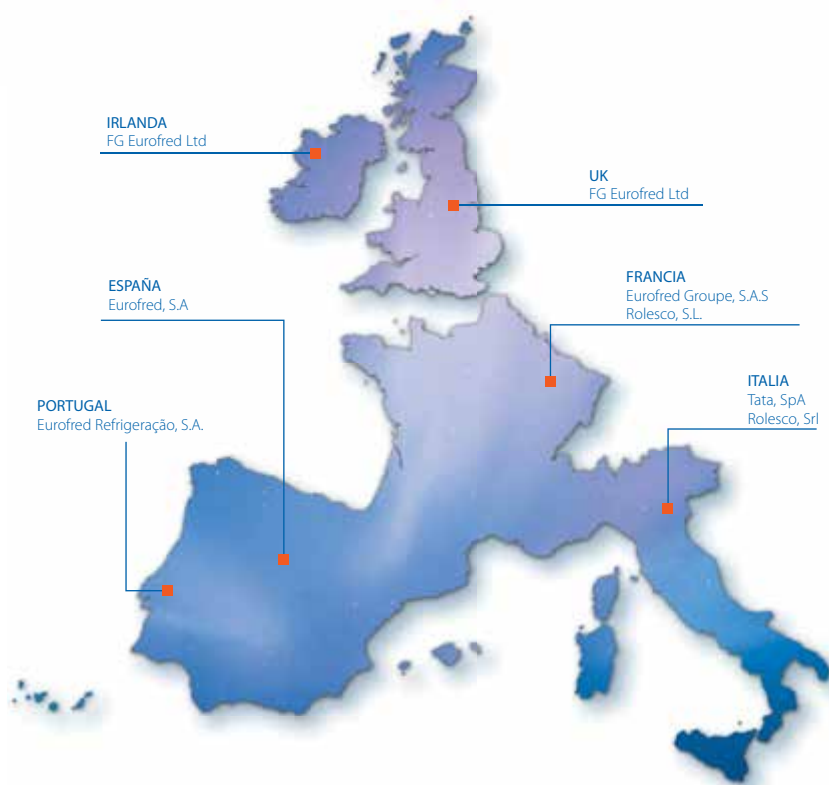 IRLANDA
FG Eurofred Ltd
UK
FG Eurofred Ltd
ESPAÑA
Eurofred, S.A
FRANCIA
Eurofred Groupe, S.A.S
Rolesco, S.L.
PORTUGAL
Eurofred Refrigeração, S.A.
ITALIA
Tata, SpA
Rolesco, Srl